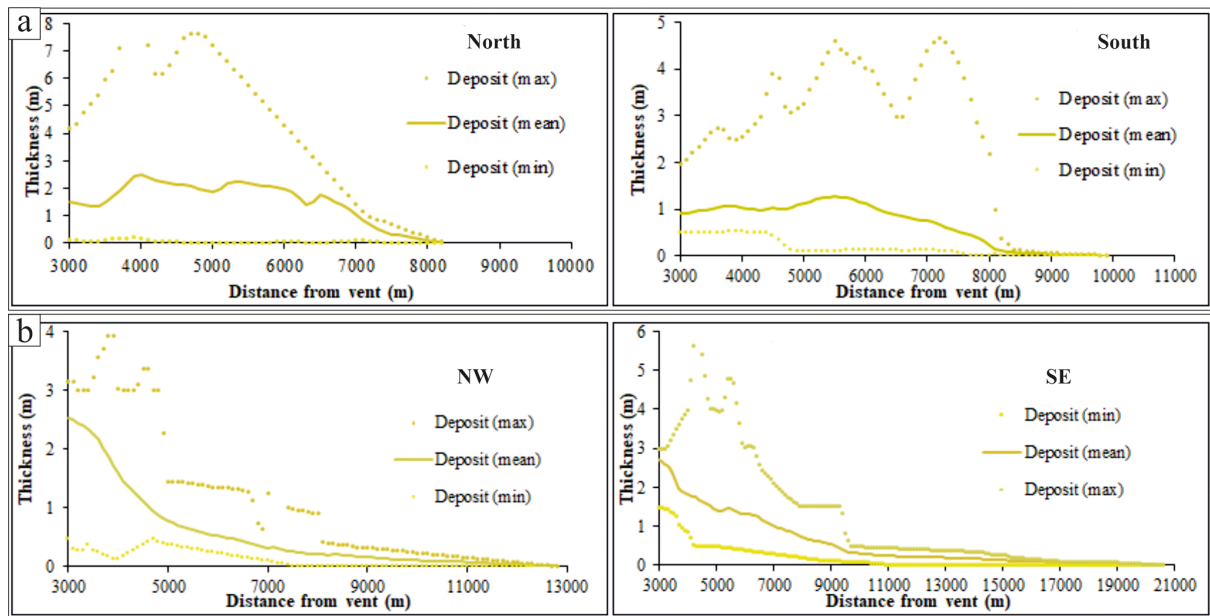 a
North
Thickness (m)
8
7
6
5
4
3
2
1
0
Deposit (max)
Deposit (mean)
Deposit (min)
3000 4000 5000 6000 7000 8000 9000 10000
Distance from vent (m)
South
Thickness (m)
5
4
3
2
1
0
Deposit (max)
Deposit (mean)
Deposit (min)
3000 4000 5000 6000 7000 8000 9000 10000 11000
Distance from vent (m)
b
NW
Thickness (m)
4
3
2
1
0
Deposit (max)
Deposit (mean)
Deposit (min)
3000 5000 7000 9000 11000 13000
Distance from vent (m)
SE
Thickness (m)
6
5
4
3
2
1
0
Deposit (min)
Deposit (mean)
Deposit (max)
3000 5000 7000 9000 11000 13000 15000 17000 19000 21000
Distance from vent (m)